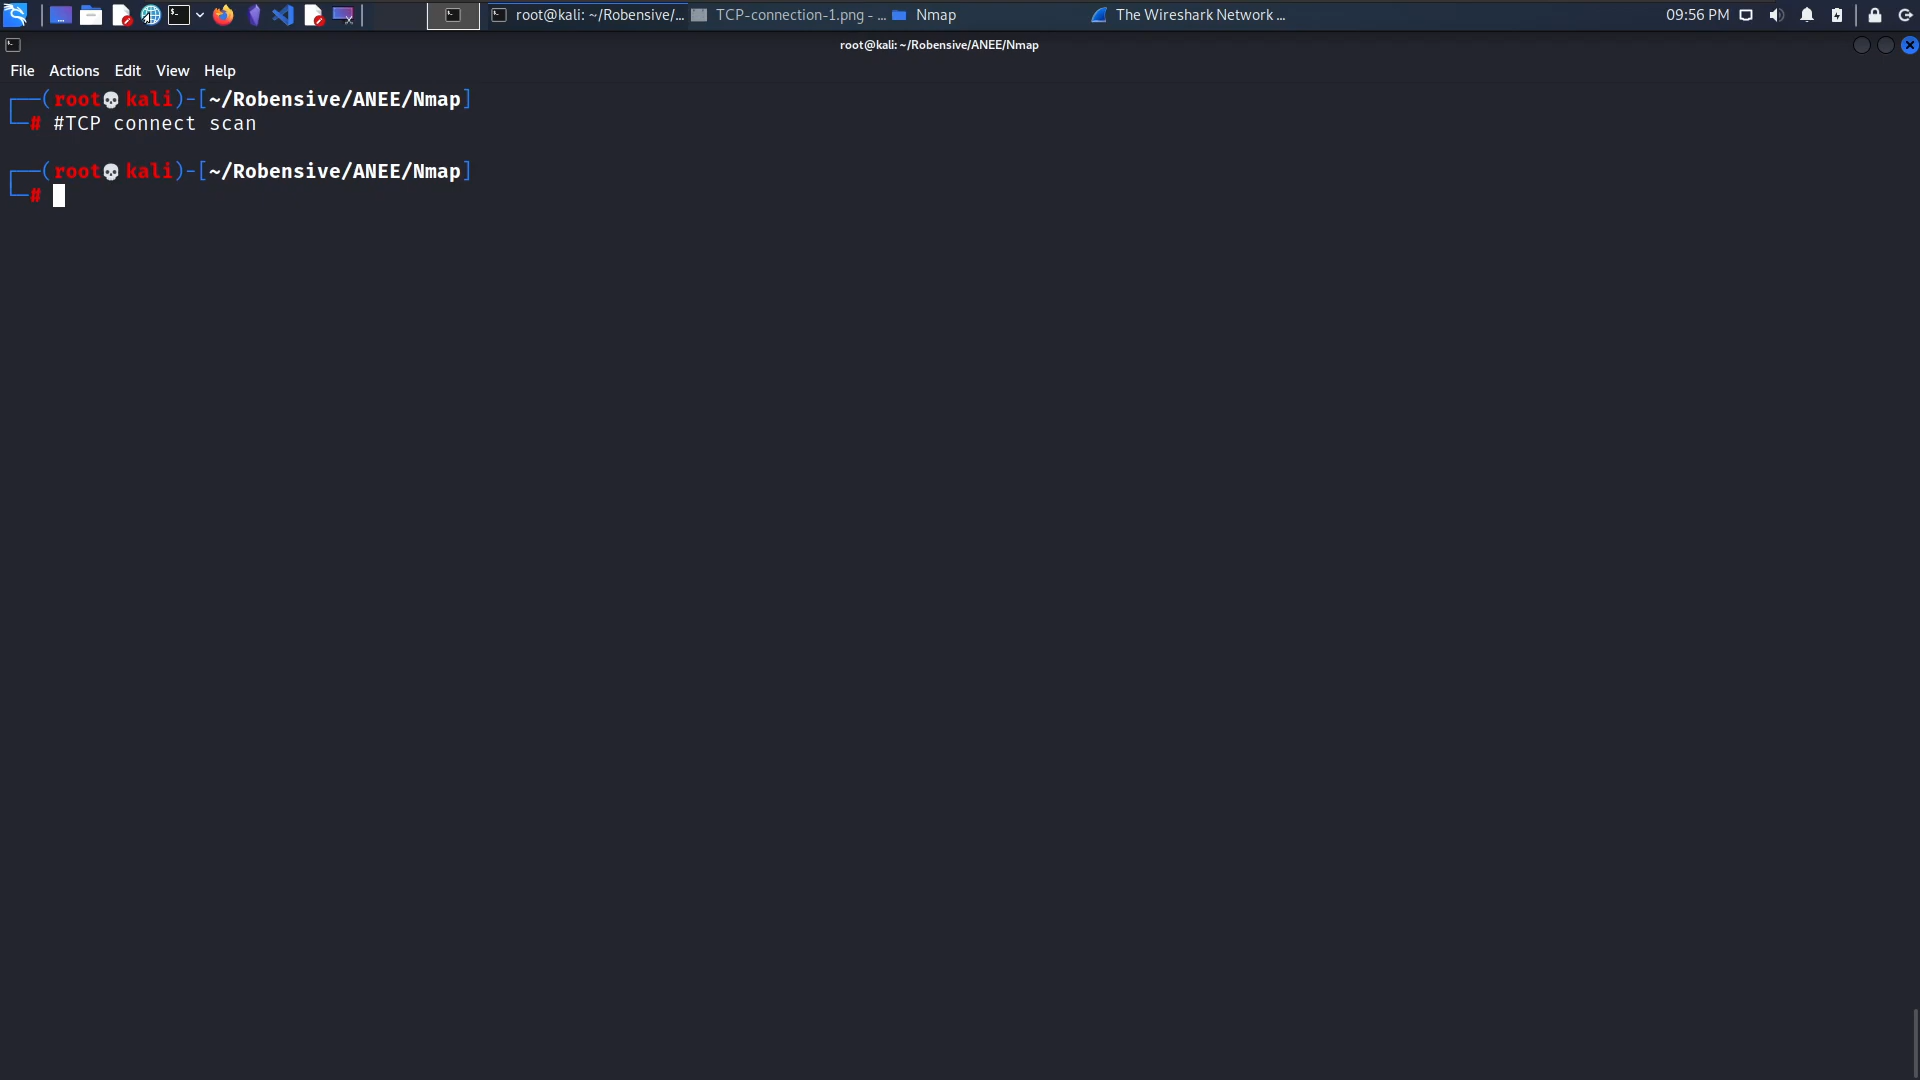 root@kali: ~/Robensive/... TCP-connection-1.png - ... Nmap The Wireshark Network ... 09:56 PM
root@kali: ~/Robensive/ANEE/Nmap
File Actions Edit View Help
┌──(root💀kali)-[~/Robensive/ANEE/Nmap]
└─# #TCP connect scan
┌──(root💀kali)-[~/Robensive/ANEE/Nmap]
└─#